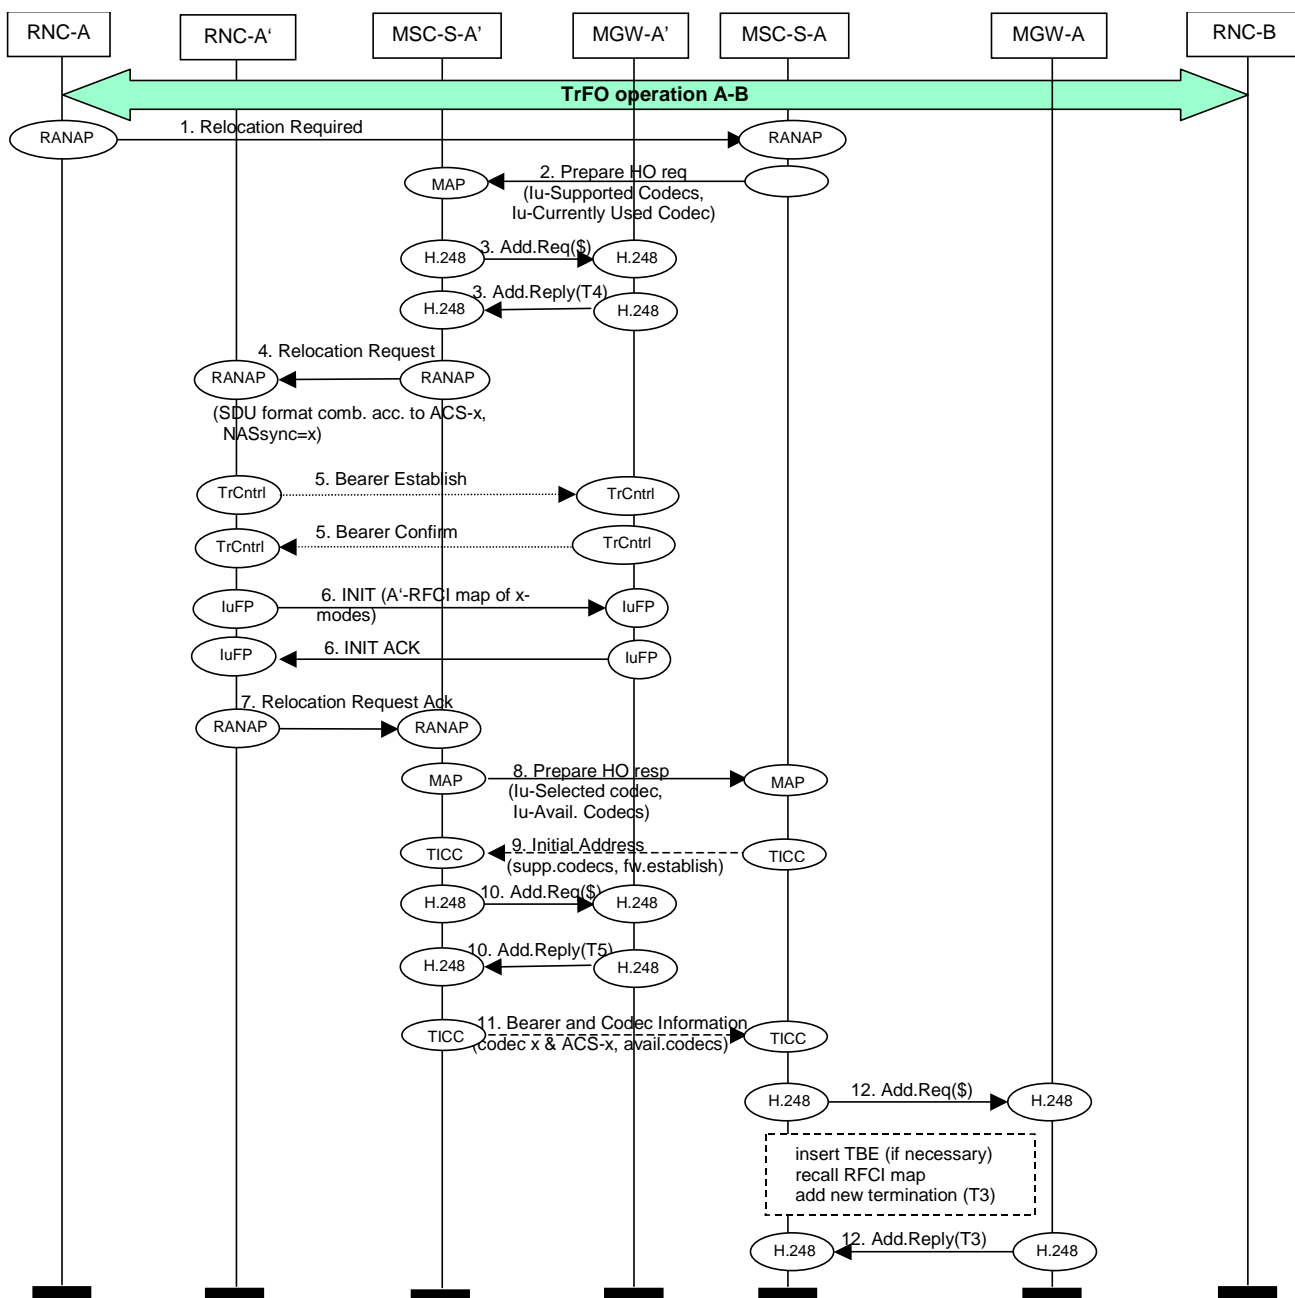 RNC-A
RNC-A‘
MSC-S-A’
MGW-A’
MSC-S-A
MGW-A
RNC-B
TrFO operation A-B
RANAP
1. Relocation Required
RANAP
MAP
2. Prepare HO req
(Iu-Supported Codecs,
Iu-Currently Used Codec)
H.248
3. Add.Req($)
H.248
H.248
3. Add.Reply(T4)
H.248
4. Relocation Request
RANAP
RANAP
(SDU format comb. acc. to ACS-x,
NASsync=x)
TrCntrl
5. Bearer Establish
TrCntrl
TrCntrl
5. Bearer Confirm
TrCntrl
IuFP
6. INIT (A‘-RFCI map of x-
modes)
IuFP
IuFP
6. INIT ACK
IuFP
7. Relocation Request Ack
RANAP
RANAP
MAP
8. Prepare HO resp
(Iu-Selected codec,
Iu-Avail. Codecs)
MAP
TICC
9. Initial Address
(supp.codecs, fw.establish)
TICC
H.248
10. Add.Req($)
H.248
H.248
10. Add.Reply(T5)
H.248
TICC
11. Bearer and Codec Information
(codec x & ACS-x, avail.codecs)
TICC
H.248
12. Add.Req($)
H.248
insert TBE (if necessary)
recall RFCI map
add new termination (T3)
H.248
12. Add.Reply(T3)
H.248